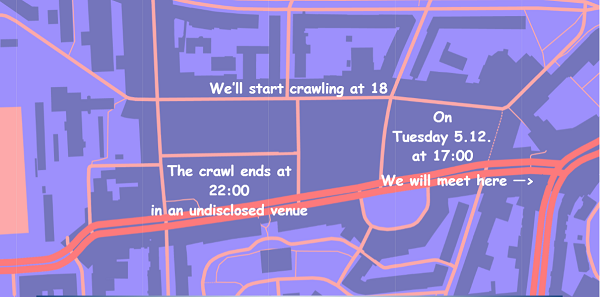 We'll start crawling at 18
On
Tuesday 5.12.
at 17:00
We will meet here —>
The crawl ends at
22:00
in an undisclosed venue